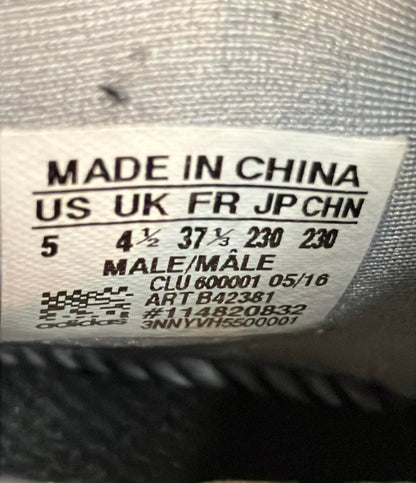 MADE IN CHINA
US UK FR JP CHN
5 4½ 37⅓ 230 230
MALE/MÂLE
CLU 600001 05/16
ART B42381
#114820832
adidas 3NNYVH5500001